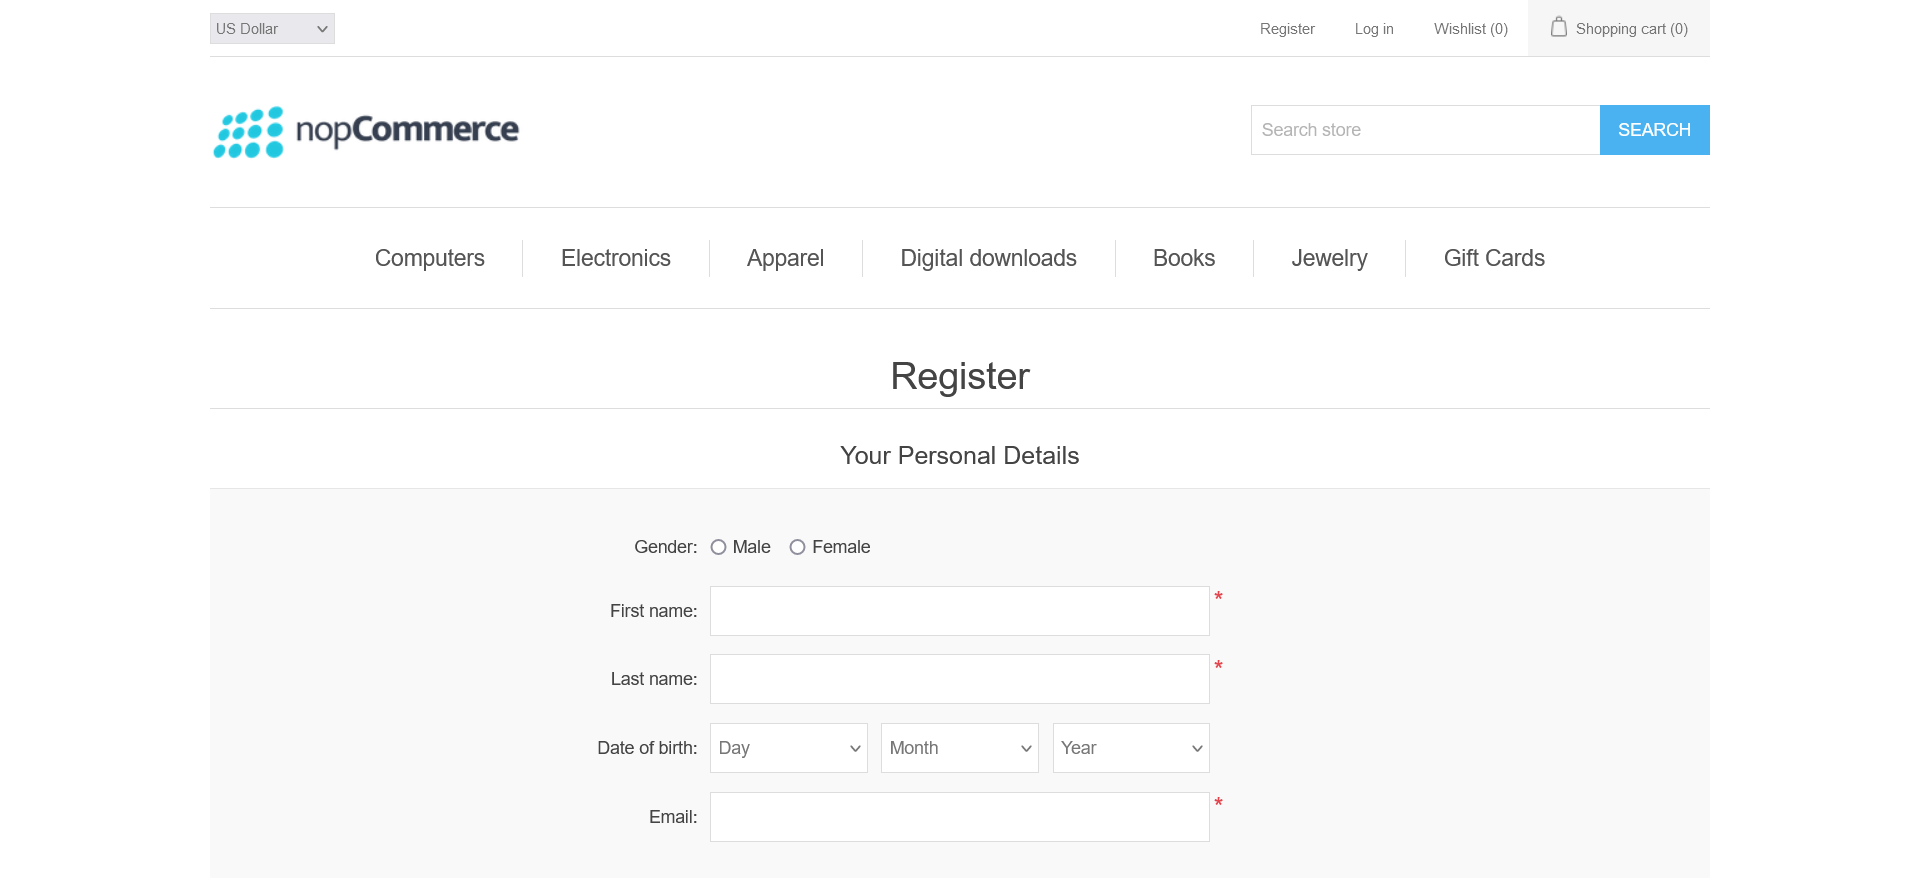 US Dollar Register Log in Wishlist (0) Shopping cart (0)
nopCommerce Search store SEARCH
Computers Electronics Apparel Digital downloads Books Jewelry Gift Cards
Register
Your Personal Details
Gender: Male Female
First name: *
Last name: *
Date of birth: Day Month Year
Email: *